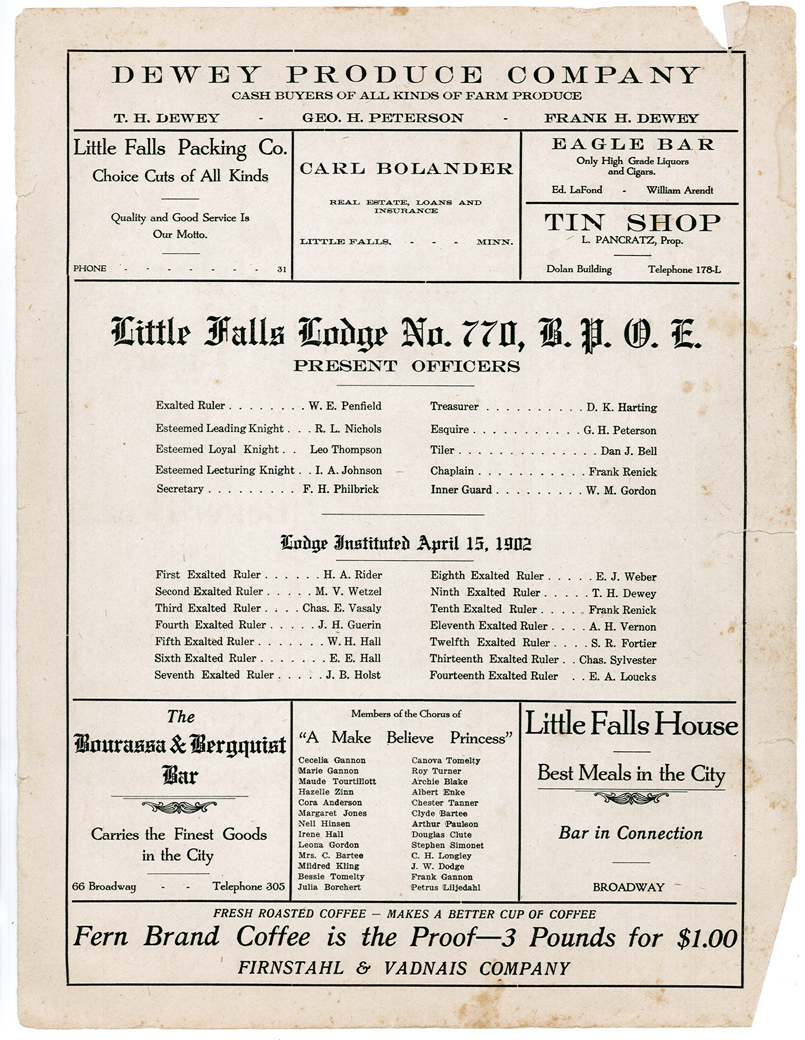 DEWEY PRODUCE COMPANY
CASH BUYERS OF ALL KINDS OF FARM PRODUCE
T. H. DEWEY - GEO. H. PETERSON - FRANK H. DEWEY
Little Falls Packing Co.
Choice Cuts of All Kinds
Quality and Good Service Is
Our Motto.
PHONE - - - - - - - 31
CARL BOLANDER
REAL ESTATE, LOANS AND
INSURANCE
LITTLE FALLS, - - - MINN.
EAGLE BAR
Only High Grade Liquors
and Cigars.
Ed. LaFond - William Arendt
TIN SHOP
L. PANCRATZ, Prop.
Dolan Building Telephone 178-L
Little Falls Lodge No. 770, B. P. O. E.
PRESENT OFFICERS
Exalted Ruler . . . . . . . . W. E. Penfield
Esteemed Leading Knight . . . R. L. Nichols
Esteemed Loyal Knight . . Leo Thompson
Esteemed Lecturing Knight . . I. A. Johnson
Secretary . . . . . . . . . F. H. Philbrick
Treasurer . . . . . . . . . . D. K. Harting
Esquire . . . . . . . . . . . G. H. Peterson
Tiler . . . . . . . . . . . . . . Dan J. Bell
Chaplain . . . . . . . . . . . Frank Renick
Inner Guard . . . . . . . . . W. M. Gordon
Lodge Instituted April 15, 1902
First Exalted Ruler . . . . . . H. A. Rider
Second Exalted Ruler . . . . . M. V. Wetzel
Third Exalted Ruler . . . . Chas. E. Vasaly
Fourth Exalted Ruler . . . . . J. H. Guerin
Fifth Exalted Ruler . . . . . . . W. H. Hall
Sixth Exalted Ruler . . . . . . . E. E. Hall
Seventh Exalted Ruler . . . . . J. B. Holst
Eighth Exalted Ruler . . . . . E. J. Weber
Ninth Exalted Ruler . . . . . T. H. Dewey
Tenth Exalted Ruler . . . . . Frank Renick
Eleventh Exalted Ruler . . . . A. H. Vernon
Twelfth Exalted Ruler . . . . S. R. Fortier
Thirteenth Exalted Ruler . . Chas. Sylvester
Fourteenth Exalted Ruler . . E. A. Loucks
The
Bourassa & Bergquist
Bar
Carries the Finest Goods
in the City
66 Broadway - - Telephone 305
Members of the Chorus of
“A Make Believe Princess”
Cecelia Gannon
Marie Gannon
Maude Tourtillott
Hazelle Zinn
Cora Anderson
Margaret Jones
Nell Hinsen
Irene Hall
Leona Gordon
Mrs. C. Bartee
Mildred Kling
Bessie Tomelty
Julia Borchert
Canova Tomelty
Roy Turner
Archie Blake
Albert Enke
Chester Tanner
Clyde Bartee
Arthur Paulson
Douglas Clute
Stephen Simonet
C. H. Longley
J. W. Dodge
Frank Gannon
Petrus Liljedahl
Little Falls House
Best Meals in the City
Bar in Connection
BROADWAY
FRESH ROASTED COFFEE — MAKES A BETTER CUP OF COFFEE
Fern Brand Coffee is the Proof—3 Pounds for $1.00
FIRNSTAHL & VADNAIS COMPANY